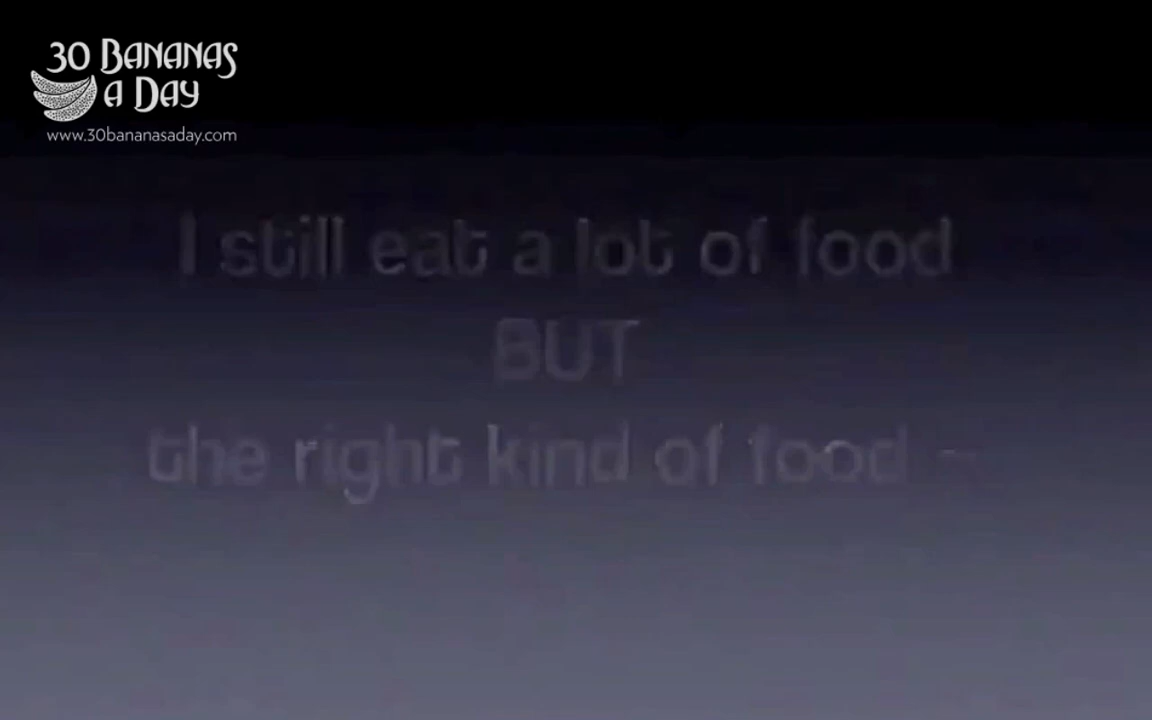 30 BANANAS
A DAY
www.30bananasaday.com
I still eat a lot of food
BUT
the right kind of food –